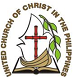 UNITED CHURCH OF CHRIST IN THE PHILIPPINES